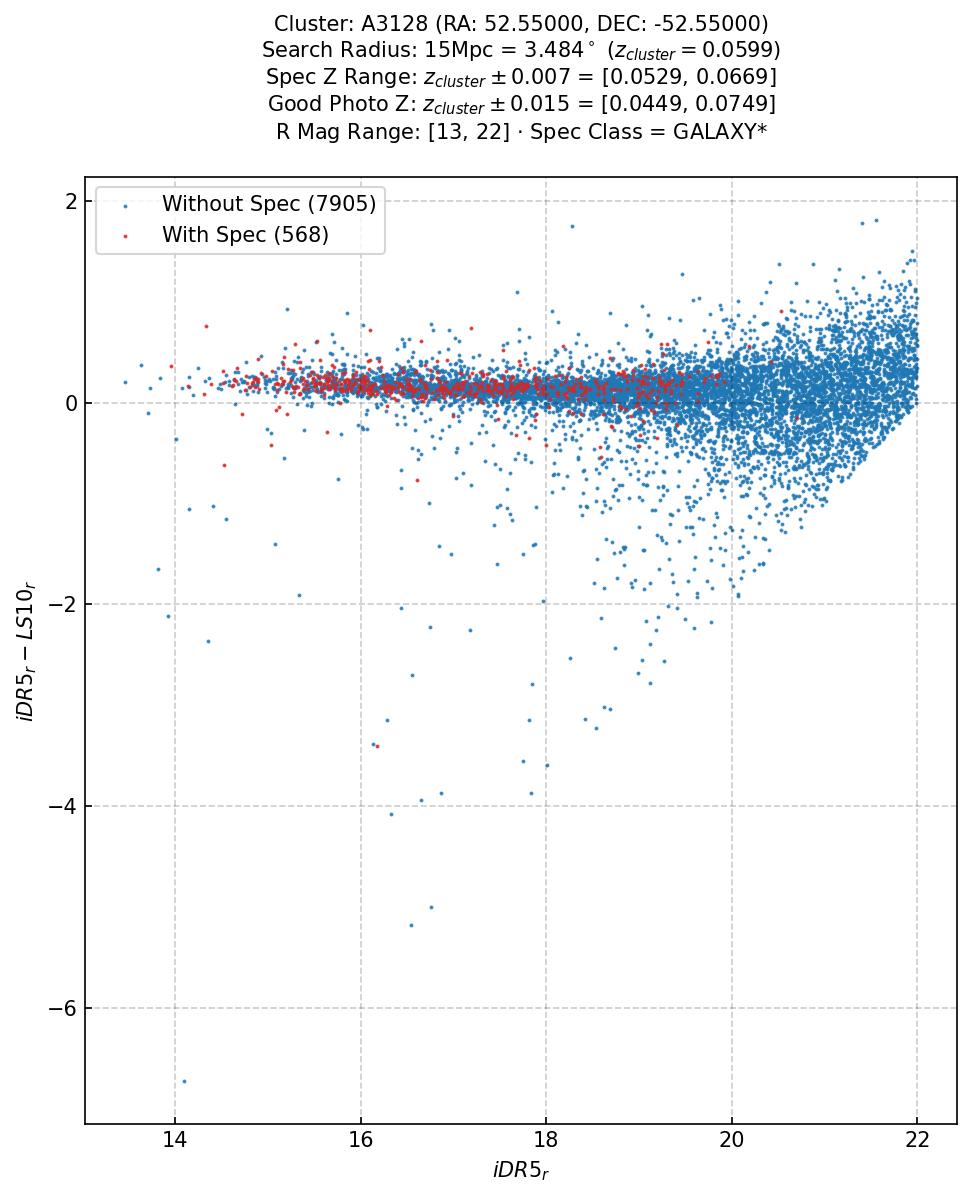 Cluster: A3128 (RA: 52.55000, DEC: -52.55000)
Search Radius: 15Mpc = 3.484° (z_cluster = 0.0599)
Spec Z Range: z_cluster ± 0.007 = [0.0529, 0.0669]
Good Photo Z: z_cluster ± 0.015 = [0.0449, 0.0749]
R Mag Range: [13, 22] · Spec Class = GALAXY*
Without Spec (7905)
With Spec (568)
2
0
−2
−4
−6
iDR5_r − LS10_r
14 16 18 20 22
iDR5_r